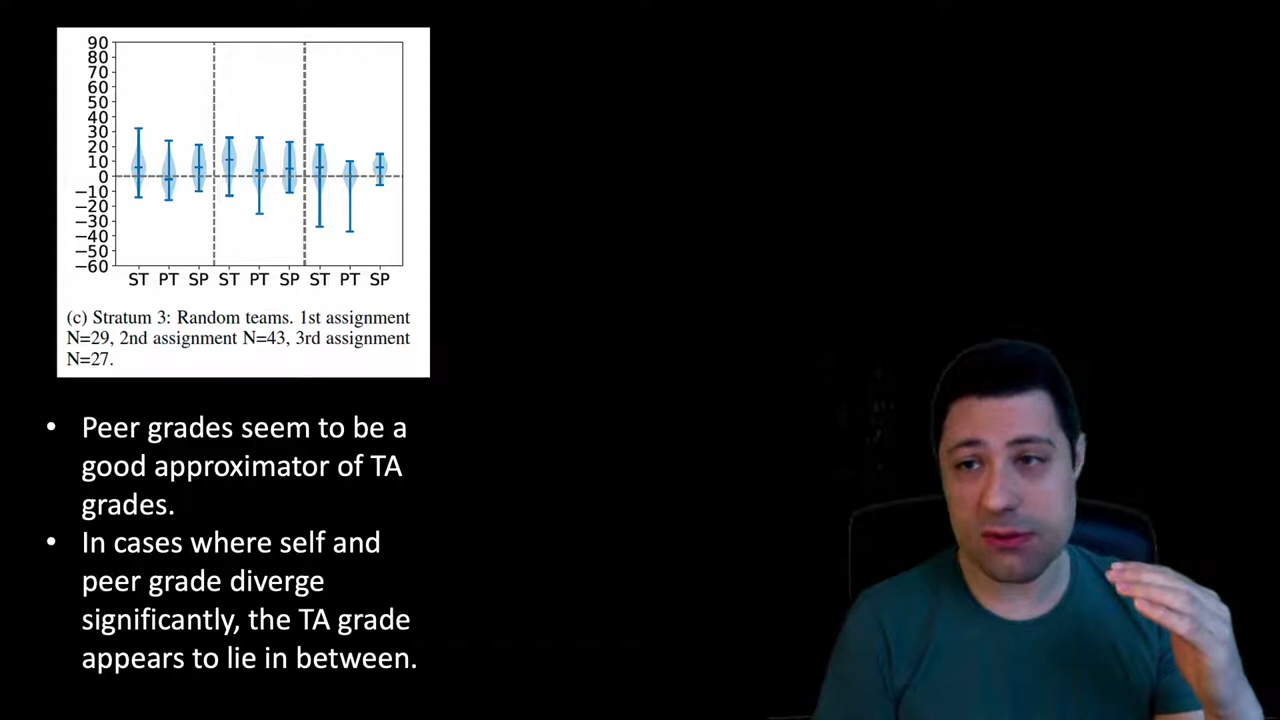 90
80
70
60
50
40
30
20
10
0
−10
−20
−30
−40
−50
−60
ST PT SP ST PT SP ST PT SP
(c) Stratum 3: Random teams. 1st assignment
N=29, 2nd assignment N=43, 3rd assignment
N=27.
• Peer grades seem to be a
good approximator of TA
grades.
• In cases where self and
peer grade diverge
significantly, the TA grade
appears to lie in between.